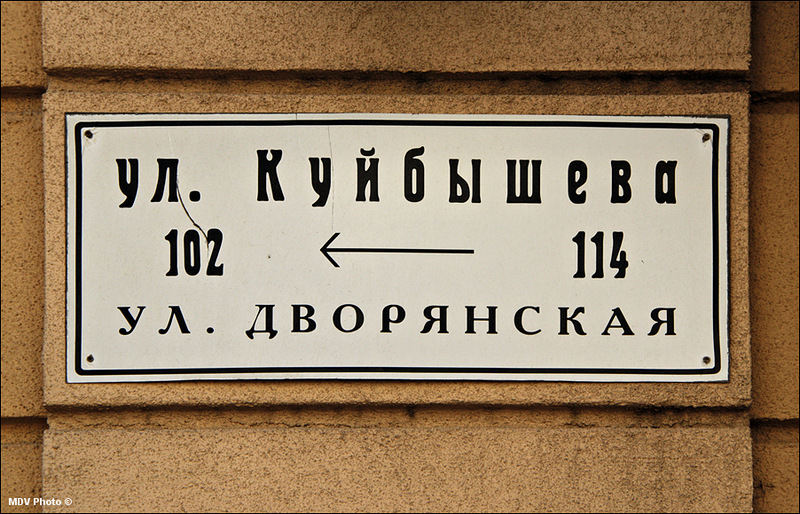 ул. Куйбышева
102 ← 114
УЛ. ДВОРЯНСКАЯ
MDV Photo ©